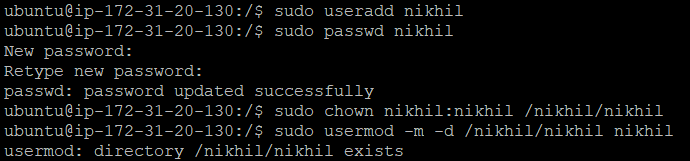 ubuntu@ip-172-31-20-130:/$ sudo useradd nikhil
ubuntu@ip-172-31-20-130:/$ sudo passwd nikhil
New password:
Retype new password:
passwd: password updated successfully
ubuntu@ip-172-31-20-130:/$ sudo chown nikhil:nikhil /nikhil/nikhil
ubuntu@ip-172-31-20-130:/$ sudo usermod -m -d /nikhil/nikhil nikhil
usermod: directory /nikhil/nikhil exists